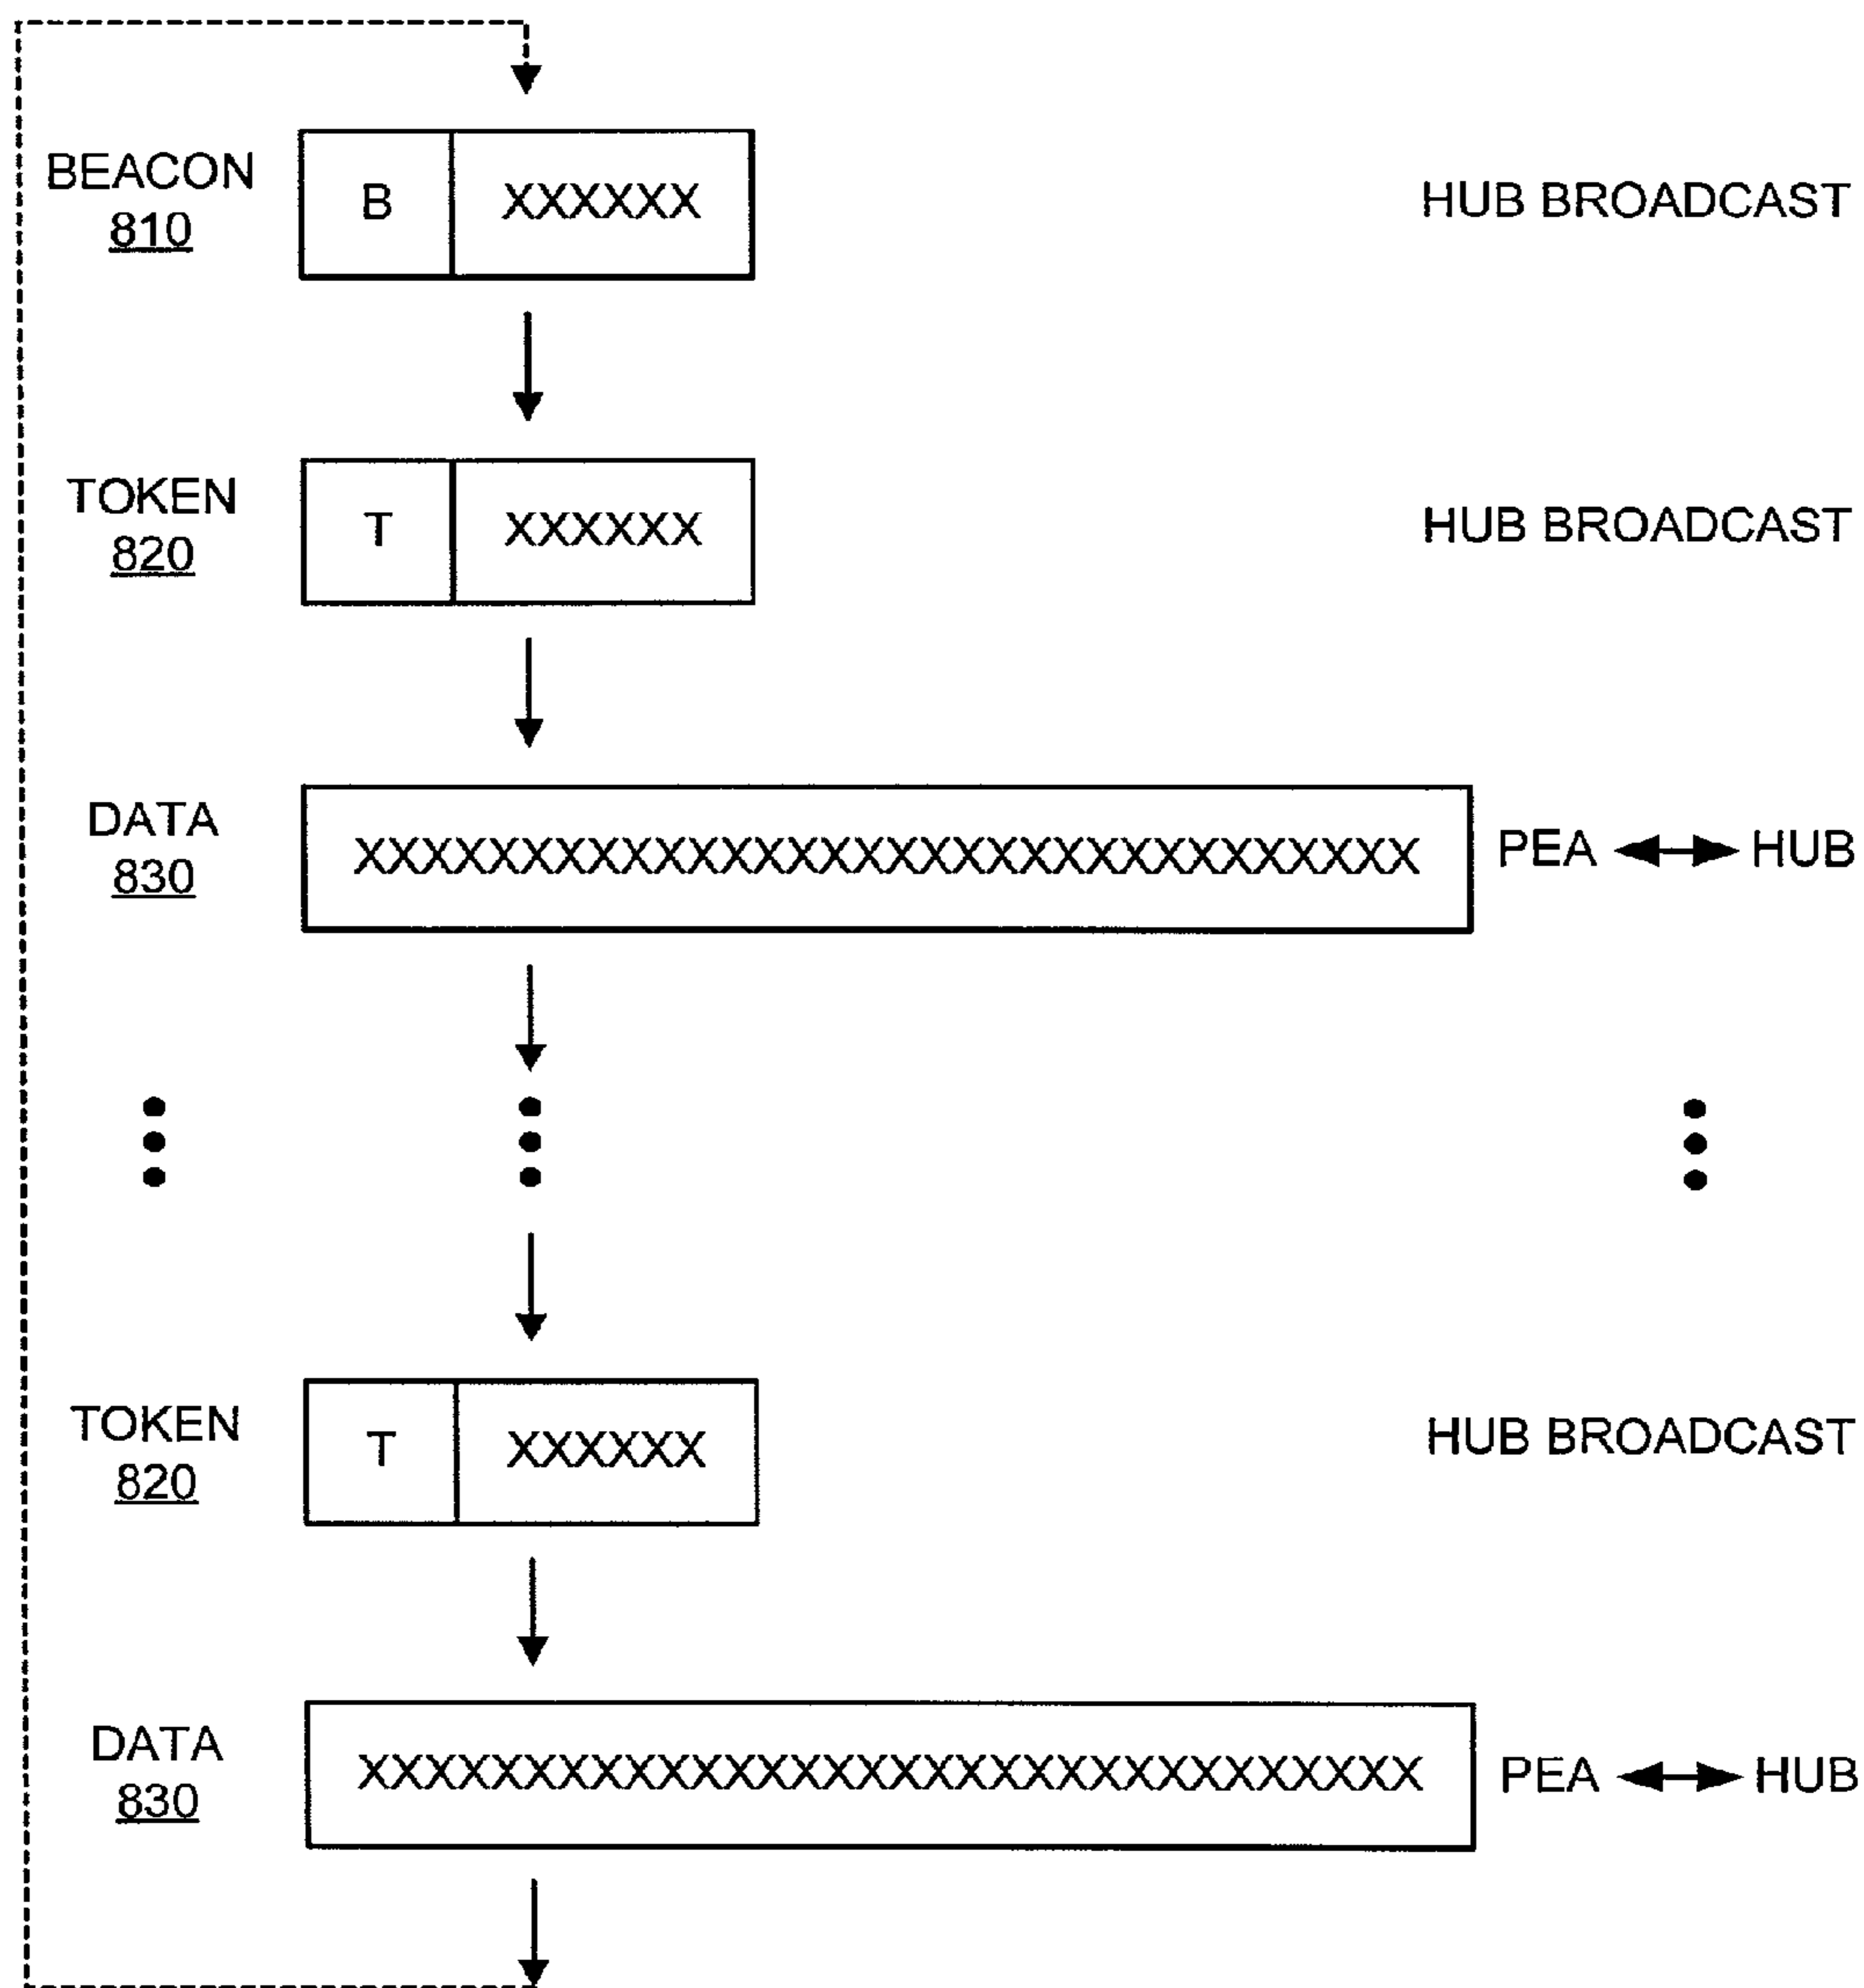 BEACON
810
B XXXXXX
HUB BROADCAST
TOKEN
820
T XXXXXX
HUB BROADCAST
DATA
830
XXXXXXXXXXXXXXXXXXXXXXXXXXXXXXXX
PEA HUB
TOKEN
820
T XXXXXX
HUB BROADCAST
DATA
830
XXXXXXXXXXXXXXXXXXXXXXXXXXXXXXXX
PEA HUB